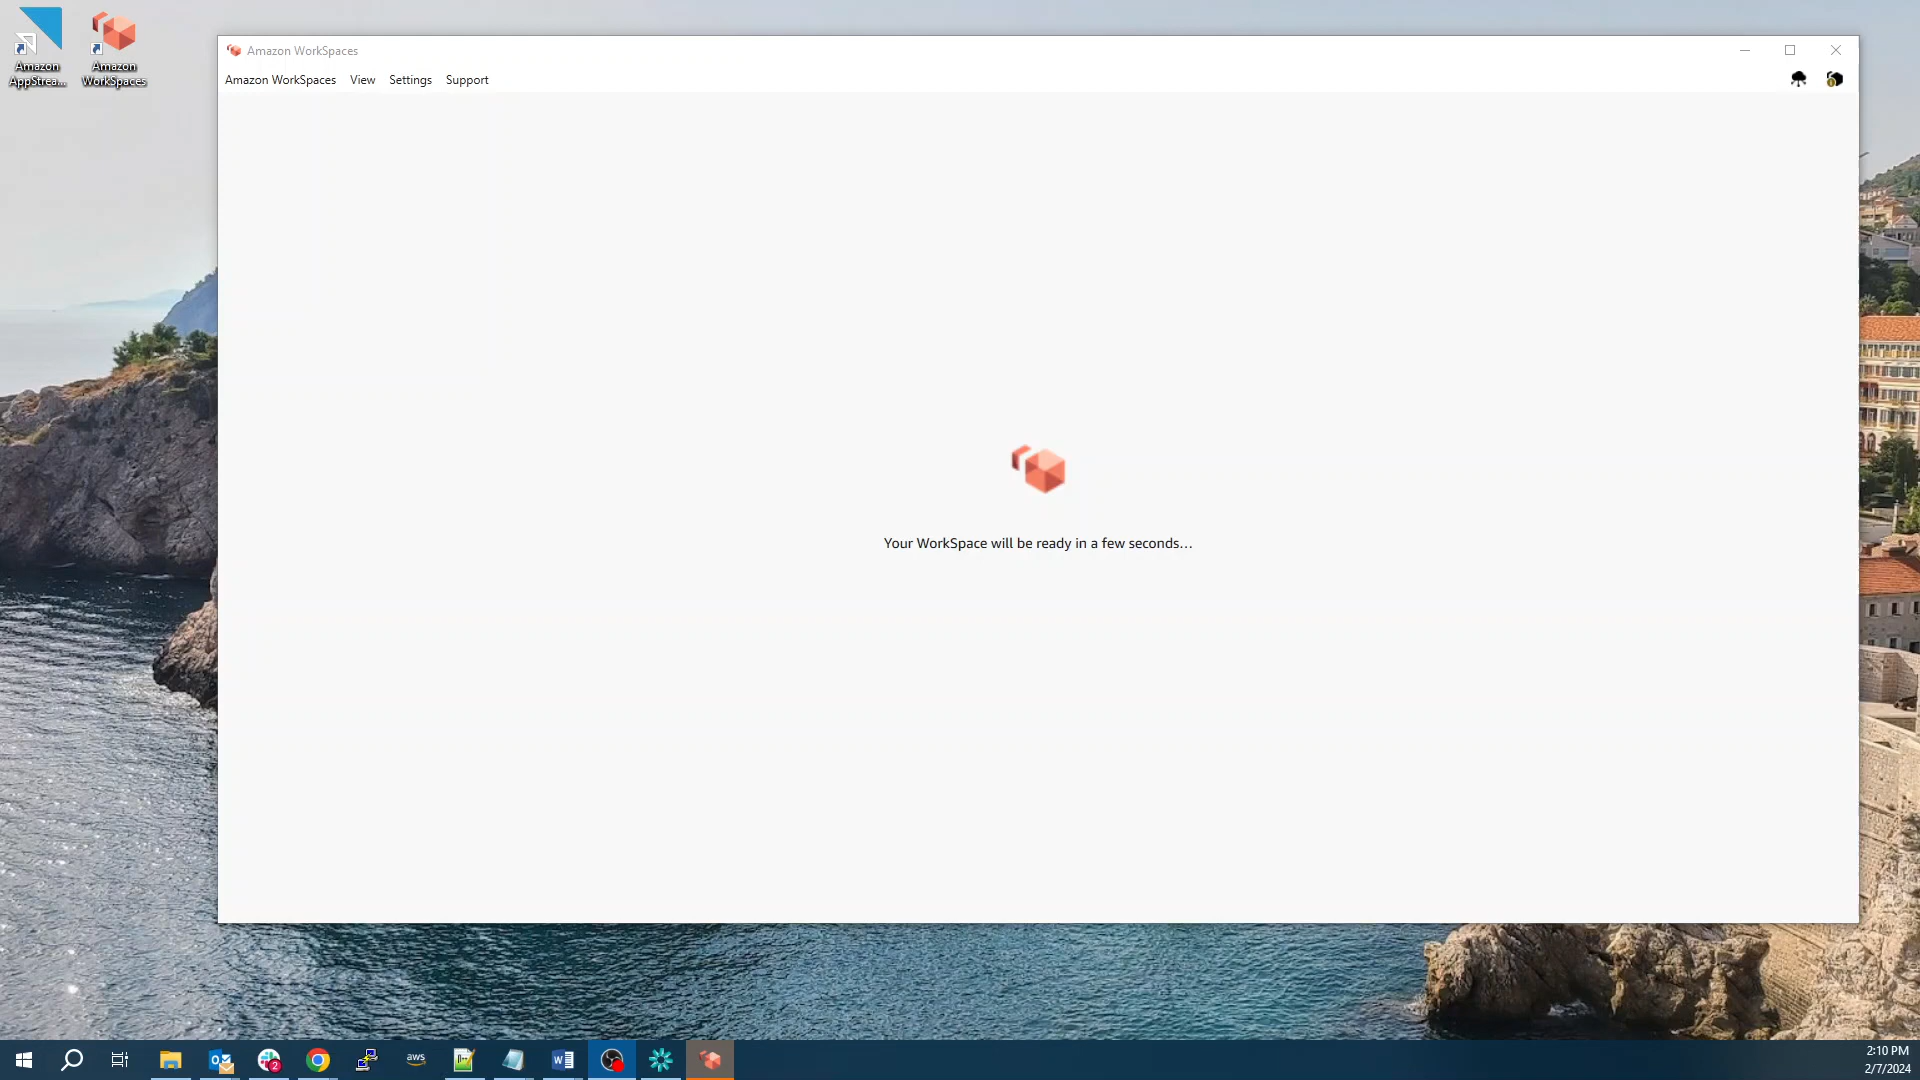 Amazon
AppStrea...
Amazon
WorkSpaces
Amazon WorkSpaces
Amazon WorkSpaces View Settings Support
Your WorkSpace will be ready in a few seconds...
aws
2
2:10 PM
2/7/2024